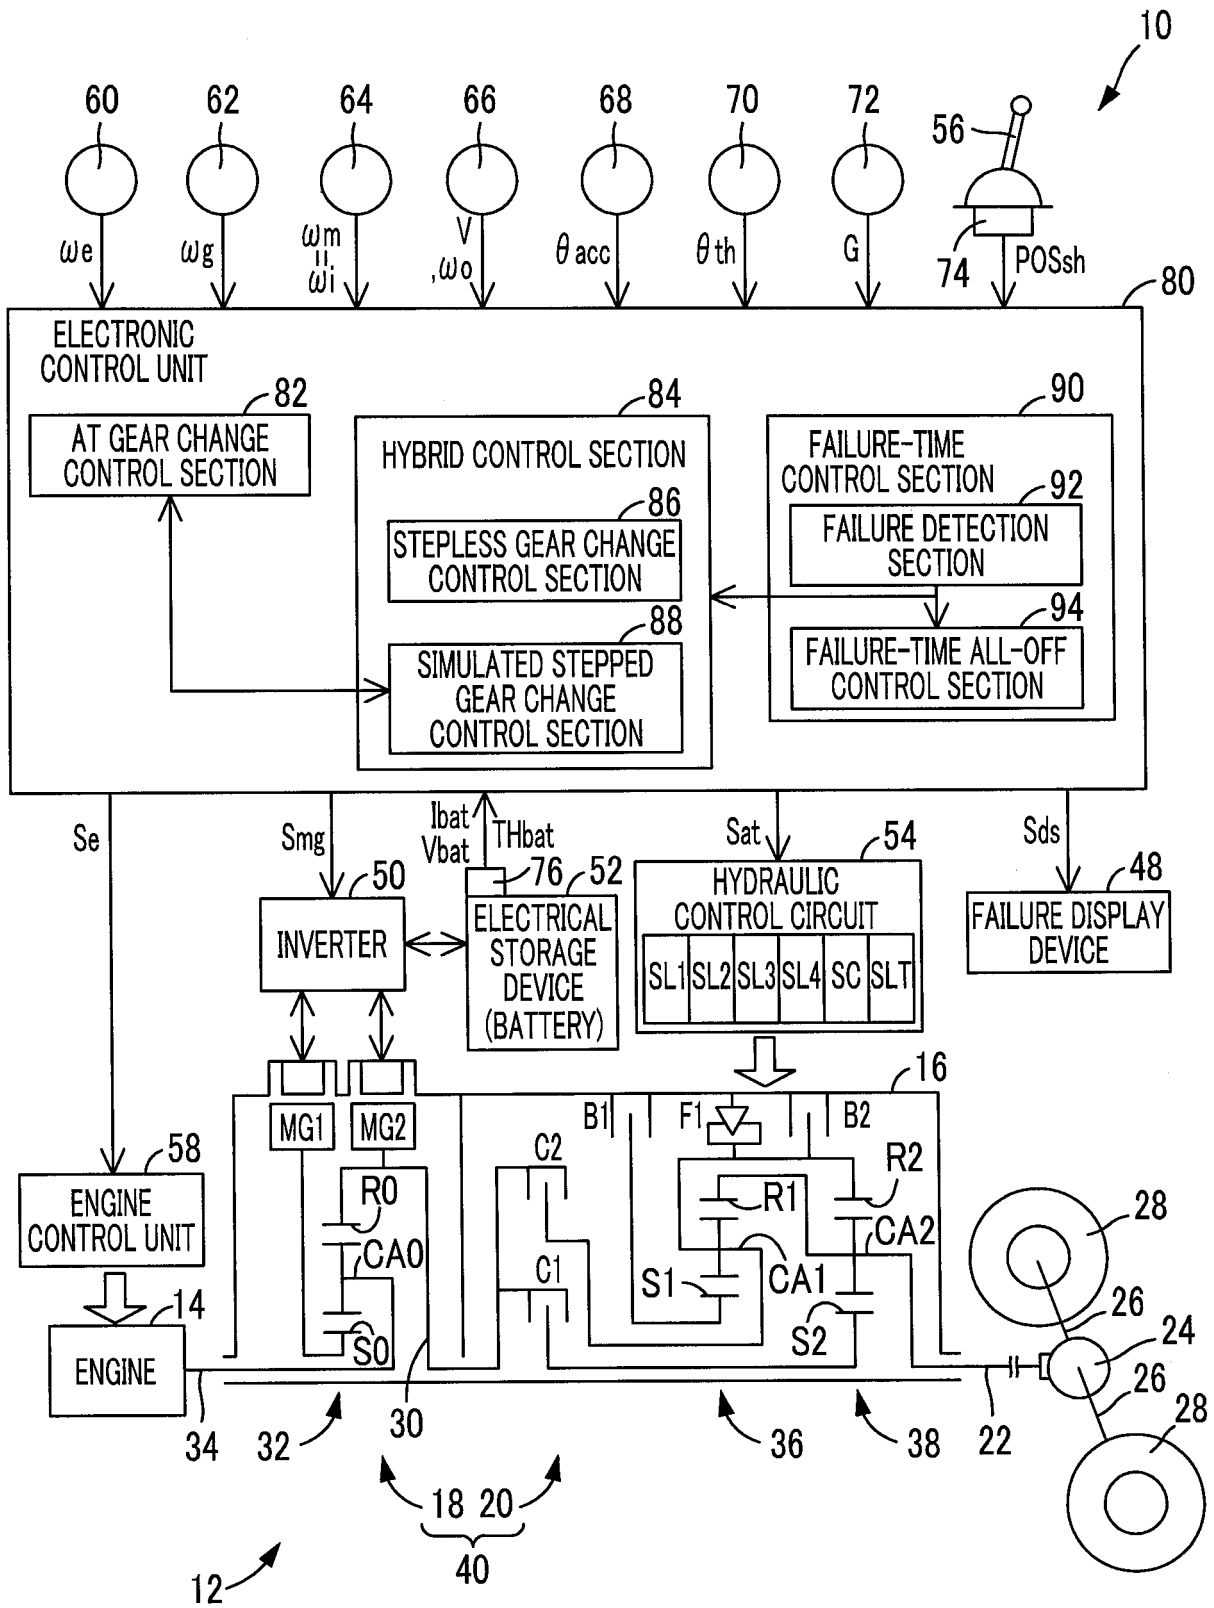 10
60
62
64
66
68
70
72
56
74
ωe
ωg
ωm
=
ωi
V
,ωo
θacc
θth
G
POSsh
80
ELECTRONIC
CONTROL UNIT
82
AT GEAR CHANGE
CONTROL SECTION
84
HYBRID CONTROL SECTION
86
STEPLESS GEAR CHANGE
CONTROL SECTION
88
SIMULATED STEPPED
GEAR CHANGE
CONTROL SECTION
90
FAILURE-TIME
CONTROL SECTION
92
FAILURE DETECTION
SECTION
94
FAILURE-TIME ALL-OFF
CONTROL SECTION
Se
Smg
Ibat
Vbat
THbat
Sat
Sds
50
INVERTER
76
52
ELECTRICAL
STORAGE
DEVICE
(BATTERY)
54
HYDRAULIC
CONTROL CIRCUIT
SL1 SL2 SL3 SL4 SC SLT
48
FAILURE DISPLAY
DEVICE
16
MG1
MG2
B1
F1
B2
C2
C1
R0
CA0
S0
R1
CA1
S1
R2
CA2
S2
58
ENGINE
CONTROL UNIT
14
ENGINE
34
32
30
36
38
22
24
26
26
28
28
18 20
40
12